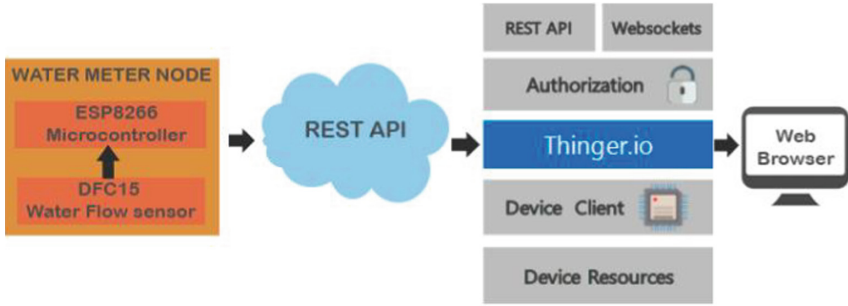 WATER METER NODE
ESP8266
Microcontroller
DFC15
Water Flow sensor
REST API
REST API
Websockets
Authorization
Thinger.io
Device Client
Device Resources
Web
Browser